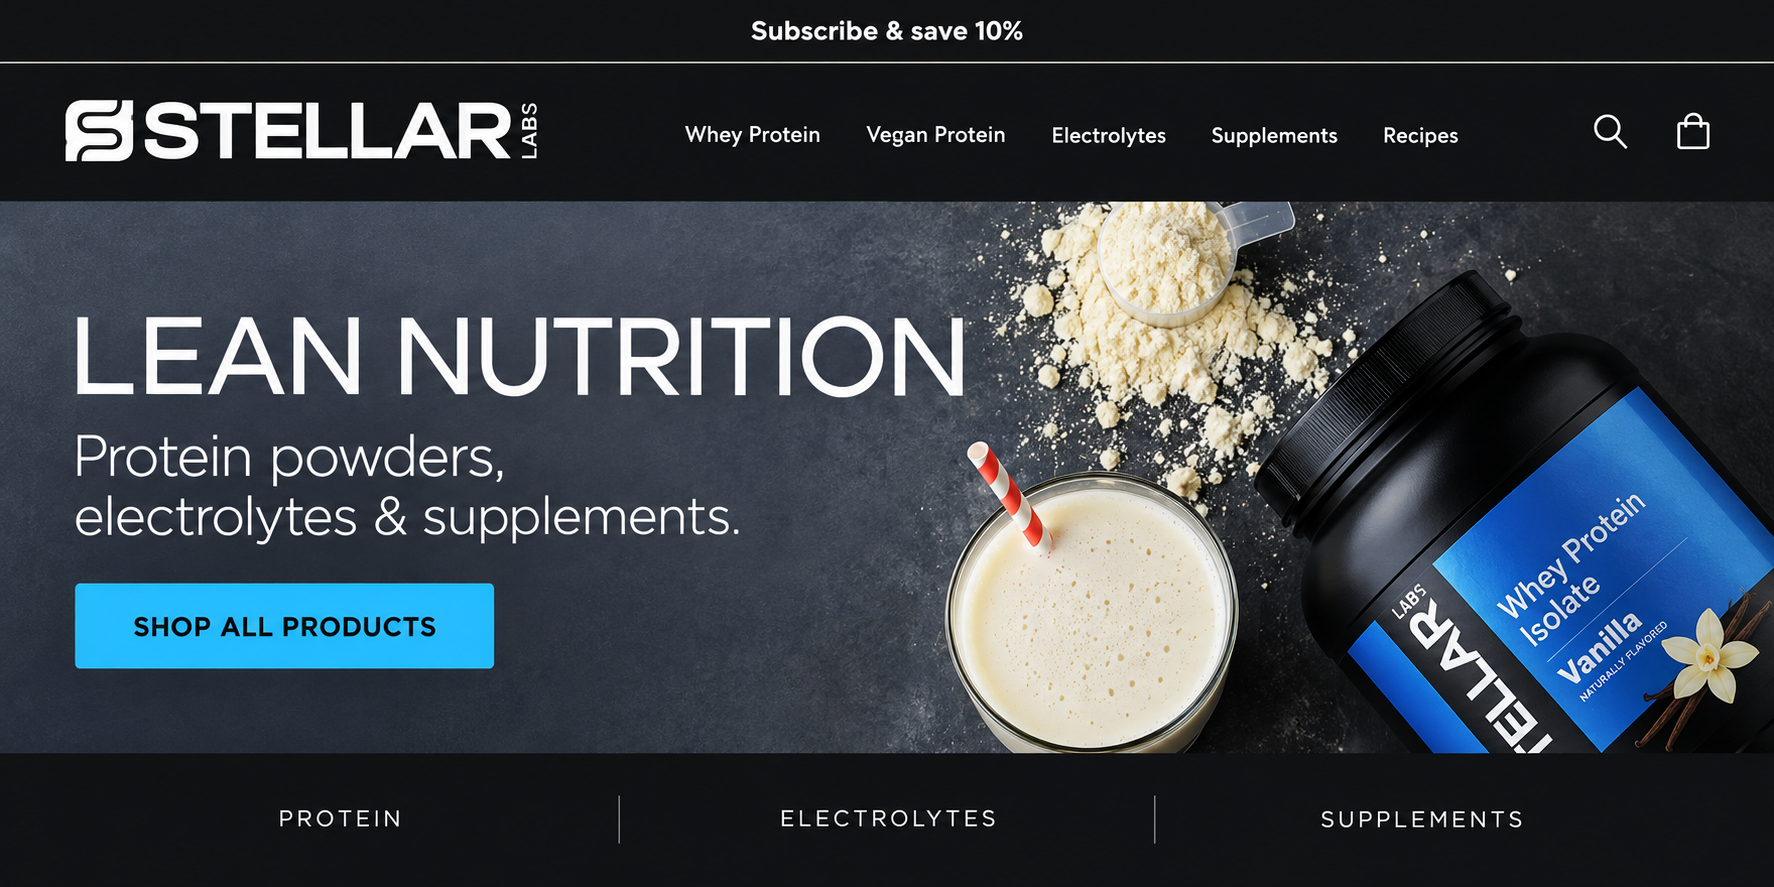 Subscribe & save 10%
STELLAR LABS
Whey Protein
Vegan Protein
Electrolytes
Supplements
Recipes
LEAN NUTRITION
Protein powders,
electrolytes & supplements.
SHOP ALL PRODUCTS
LABS
TELLAR
Whey Protein
Isolate
Vanilla
NATURALLY FLAVORED
PROTEIN
ELECTROLYTES
SUPPLEMENTS